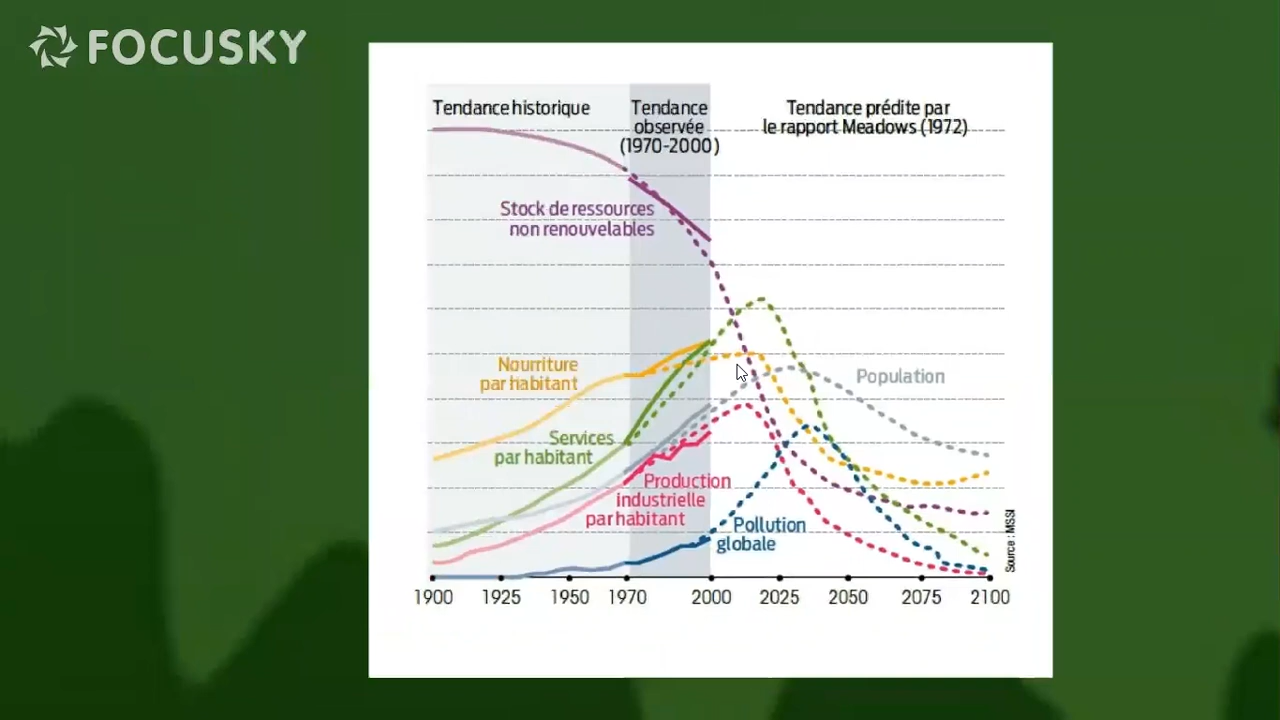 FOCUSKY
Tendance historique
Tendance
observée
(1970-2000)
Tendance prédite par
le rapport Meadows (1972)
Stock de ressources
non renouvelables
Nourriture
par habitant
Population
Services
par habitant
Production
industrielle
par habitant
Pollution
globale
Source : MSSI
1900 1925 1950 1970 2000 2025 2050 2075 2100